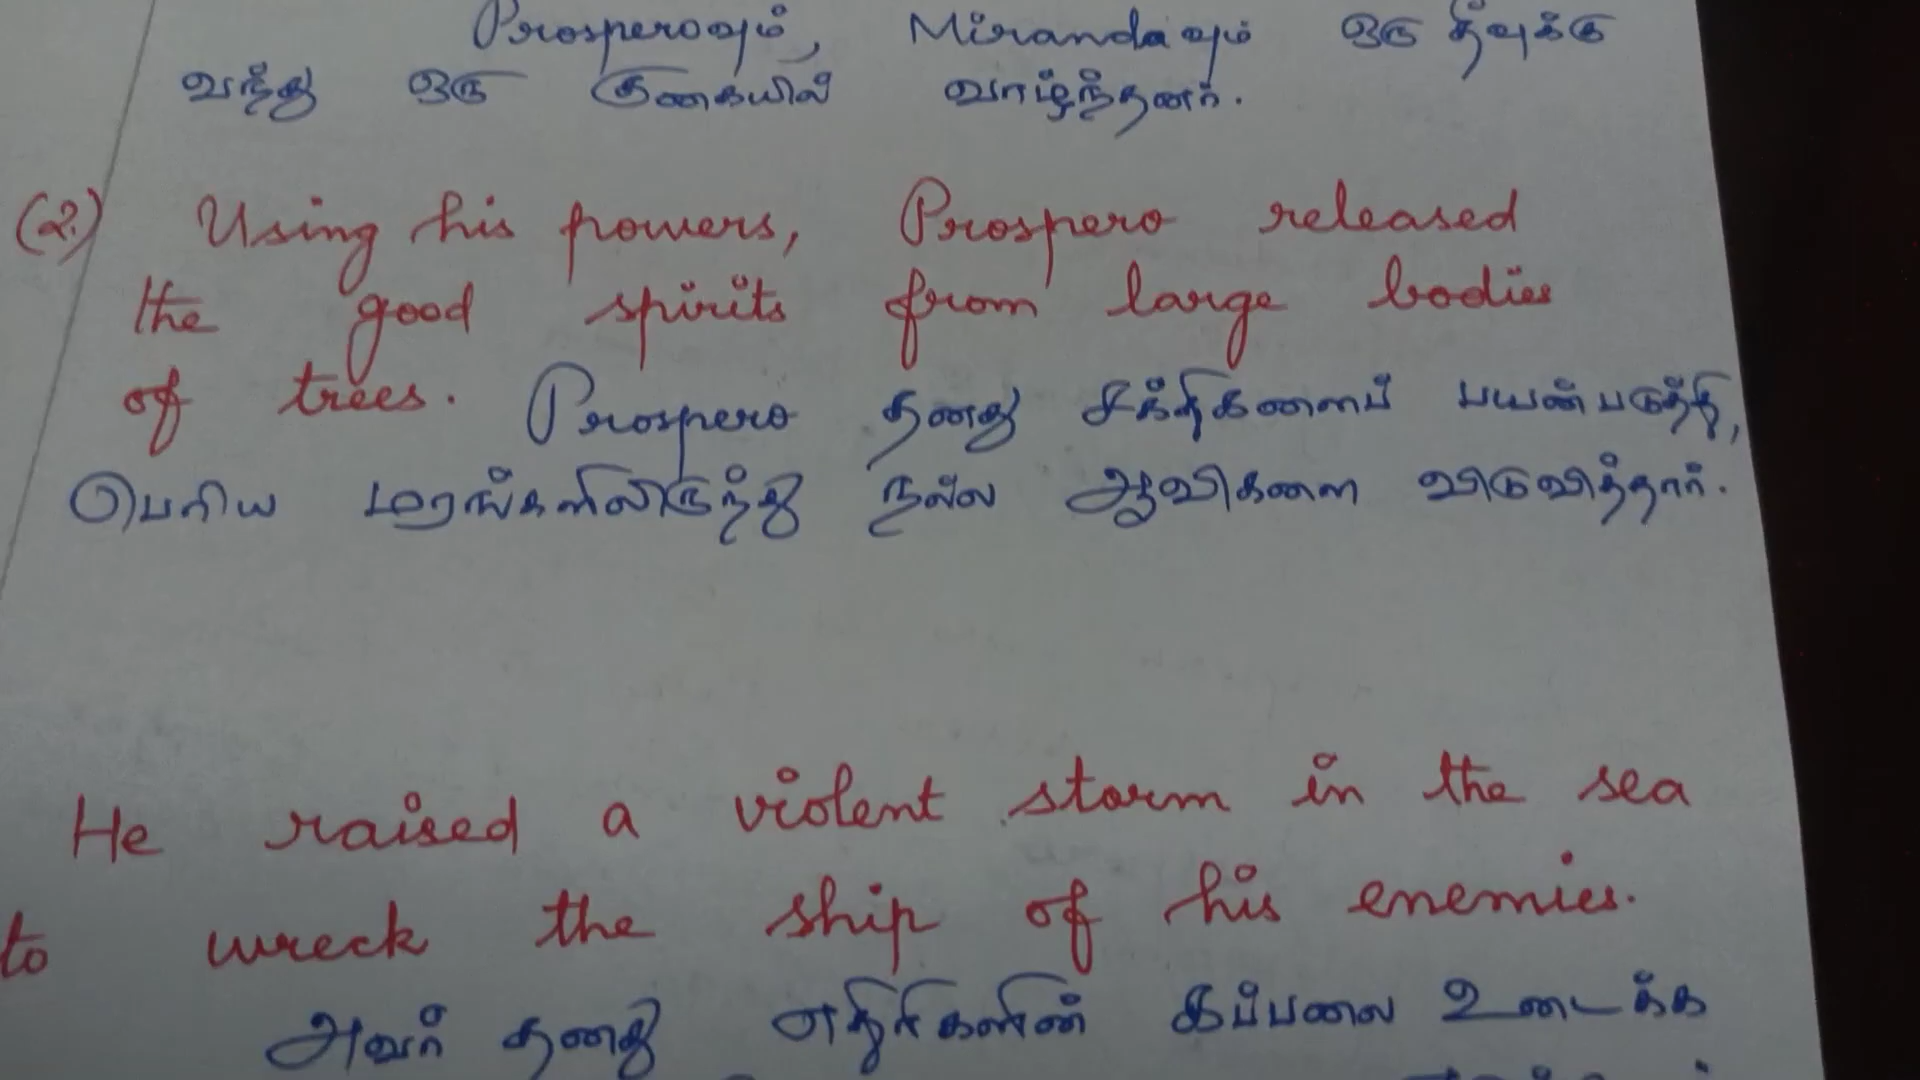 Prosperoவும், Mirandaவும் ஒரு தீவுக்கு
வந்து ஒரு குகையில் வாழ்ந்தனர்.
(2.) Using his powers, Prospero released
the good spirits from large bodies
of trees. Prospero தனது சக்திகளைப் பயன்படுத்தி,
பெரிய மரங்களிலிருந்து நல்ல ஆவிகளை விடுவித்தார்.
He raised a violent storm in the sea
to wreck the ship of his enemies.
அவர் தனது எதிரிகளின் கப்பலை உடைக்க